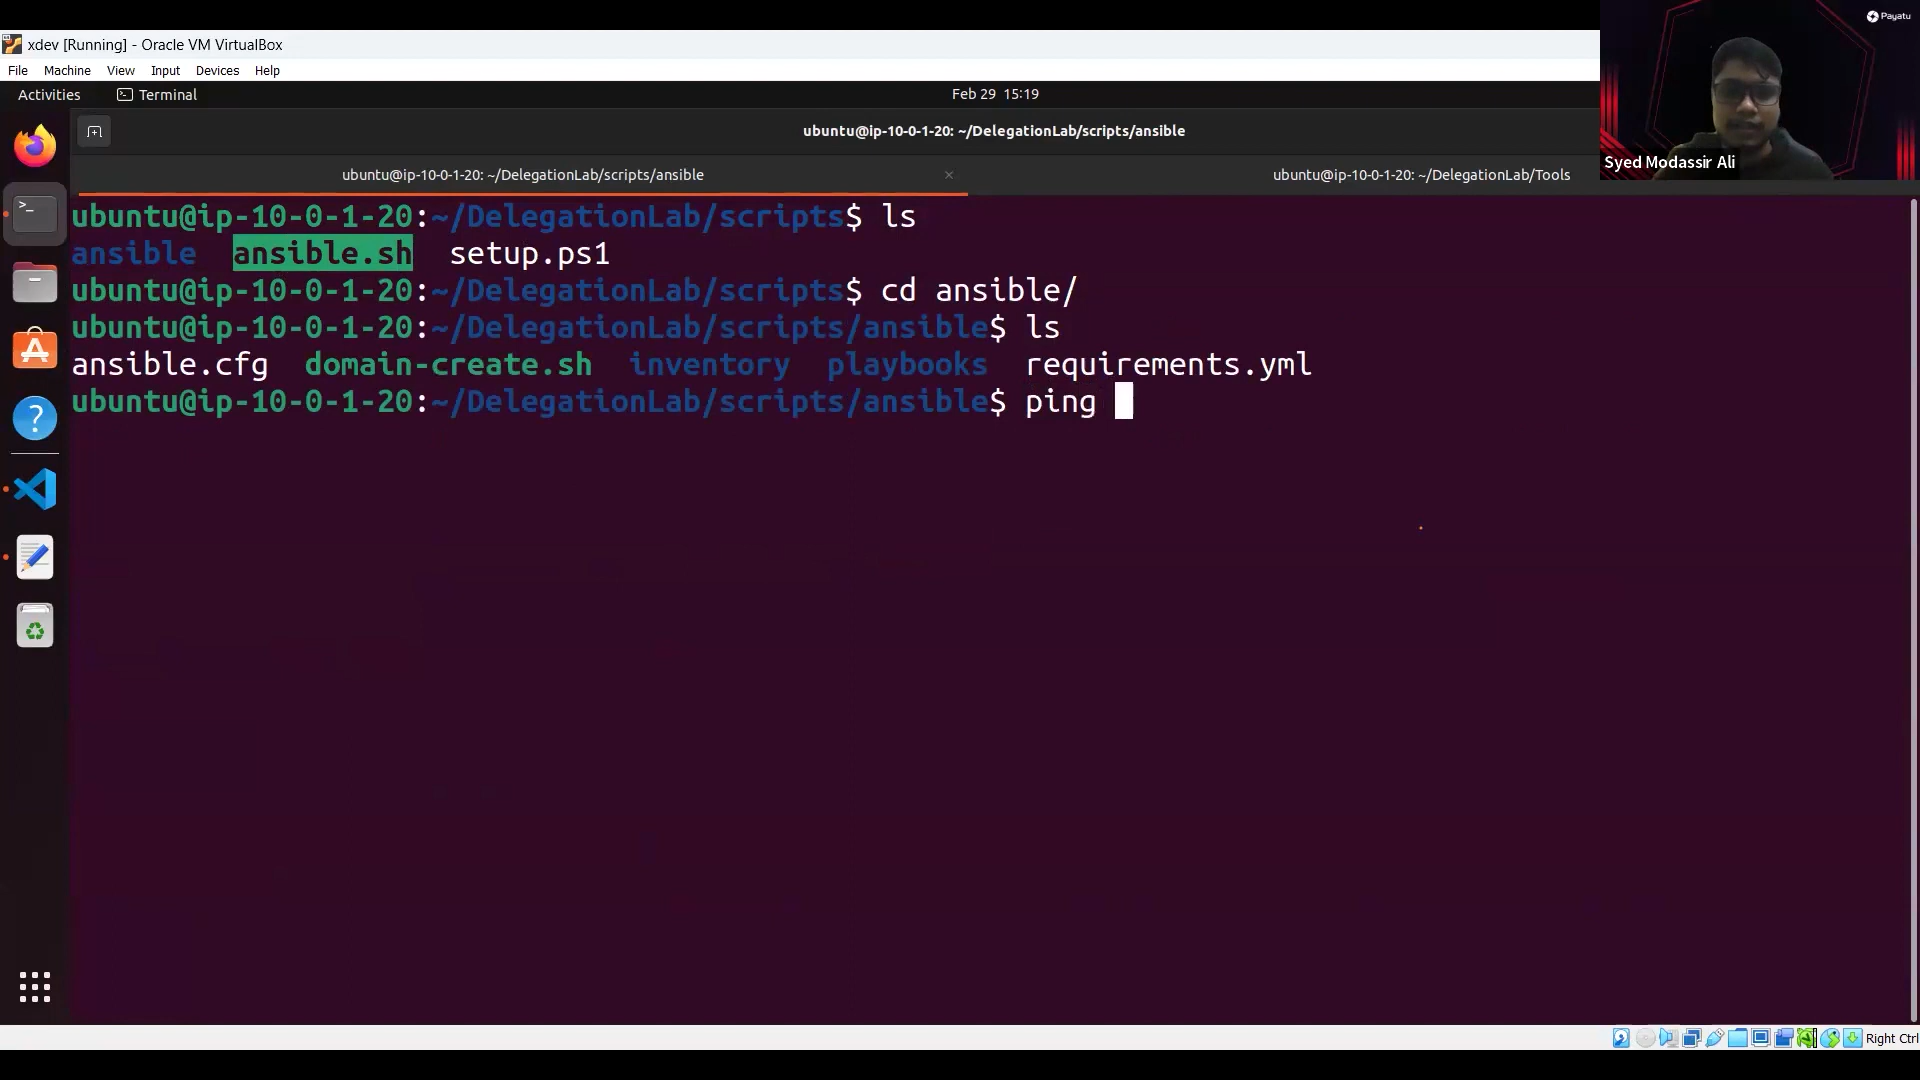 Payatu
xdev [Running] - Oracle VM VirtualBox
File Machine View Input Devices Help
Activities Terminal Feb 29 15:19
ubuntu@ip-10-0-1-20: ~/DelegationLab/scripts/ansible
Syed Modassir Ali
ubuntu@ip-10-0-1-20: ~/DelegationLab/scripts/ansible × ubuntu@ip-10-0-1-20: ~/DelegationLab/Tools
ubuntu@ip-10-0-1-20:~/DelegationLab/scripts$ ls
ansible ansible.sh setup.ps1
ubuntu@ip-10-0-1-20:~/DelegationLab/scripts$ cd ansible/
ubuntu@ip-10-0-1-20:~/DelegationLab/scripts/ansible$ ls
ansible.cfg domain-create.sh inventory playbooks requirements.yml
ubuntu@ip-10-0-1-20:~/DelegationLab/scripts/ansible$ ping
Right Ctrl